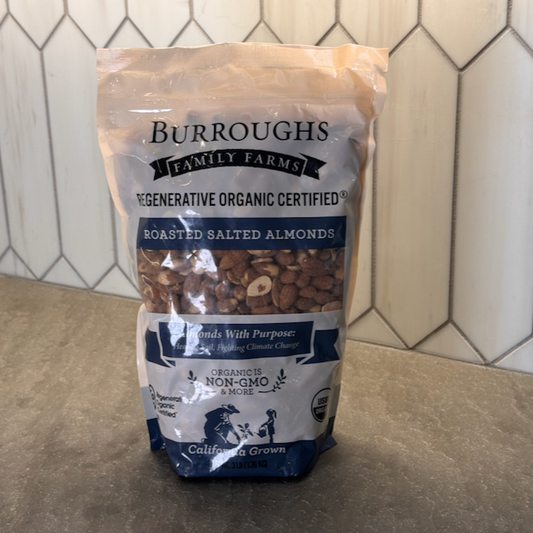 BURROUGHS
FAMILY FARMS
REGENERATIVE ORGANIC CERTIFIED®
ROASTED SALTED ALMONDS
Almonds With Purpose:
Fighting Climate Change
ORGANIC IS
NON-GMO
& MORE
USDA
California Grown